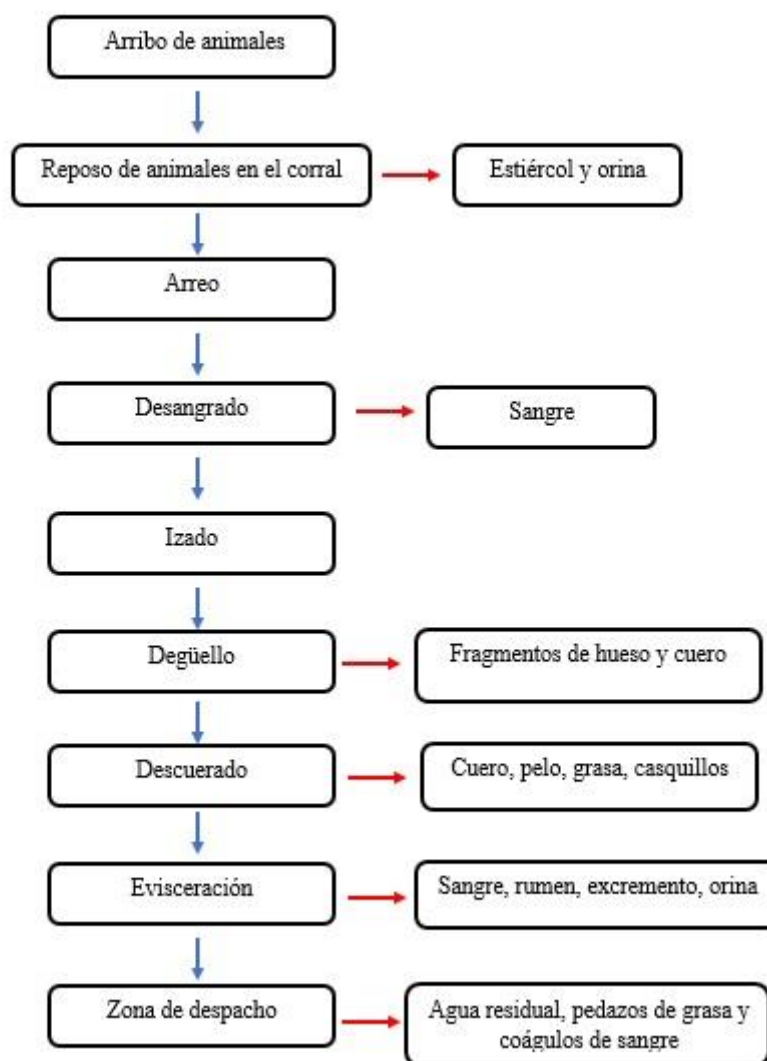 Arribo de animales
Reposo de animales en el corral
Estiércol y orina
Arreo
Desangrado
Sangre
Izado
Degüello
Fragmentos de hueso y cuero
Descuerado
Cuero, pelo, grasa, casquillos
Evisceración
Sangre, rumen, excremento, orina
Zona de despacho
Agua residual, pedazos de grasa y
coágulos de sangre